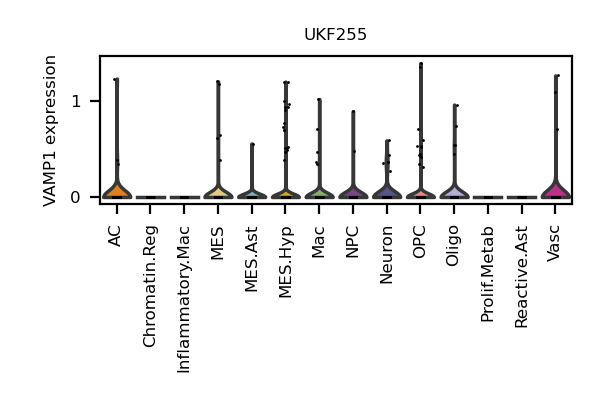 UKF255
VAMP1 expression
1
0
AC
Chromatin.Reg
Inflammatory.Mac
MES
MES.Ast
MES.Hyp
Mac
NPC
Neuron
OPC
Oligo
Prolif.Metab
Reactive.Ast
Vasc